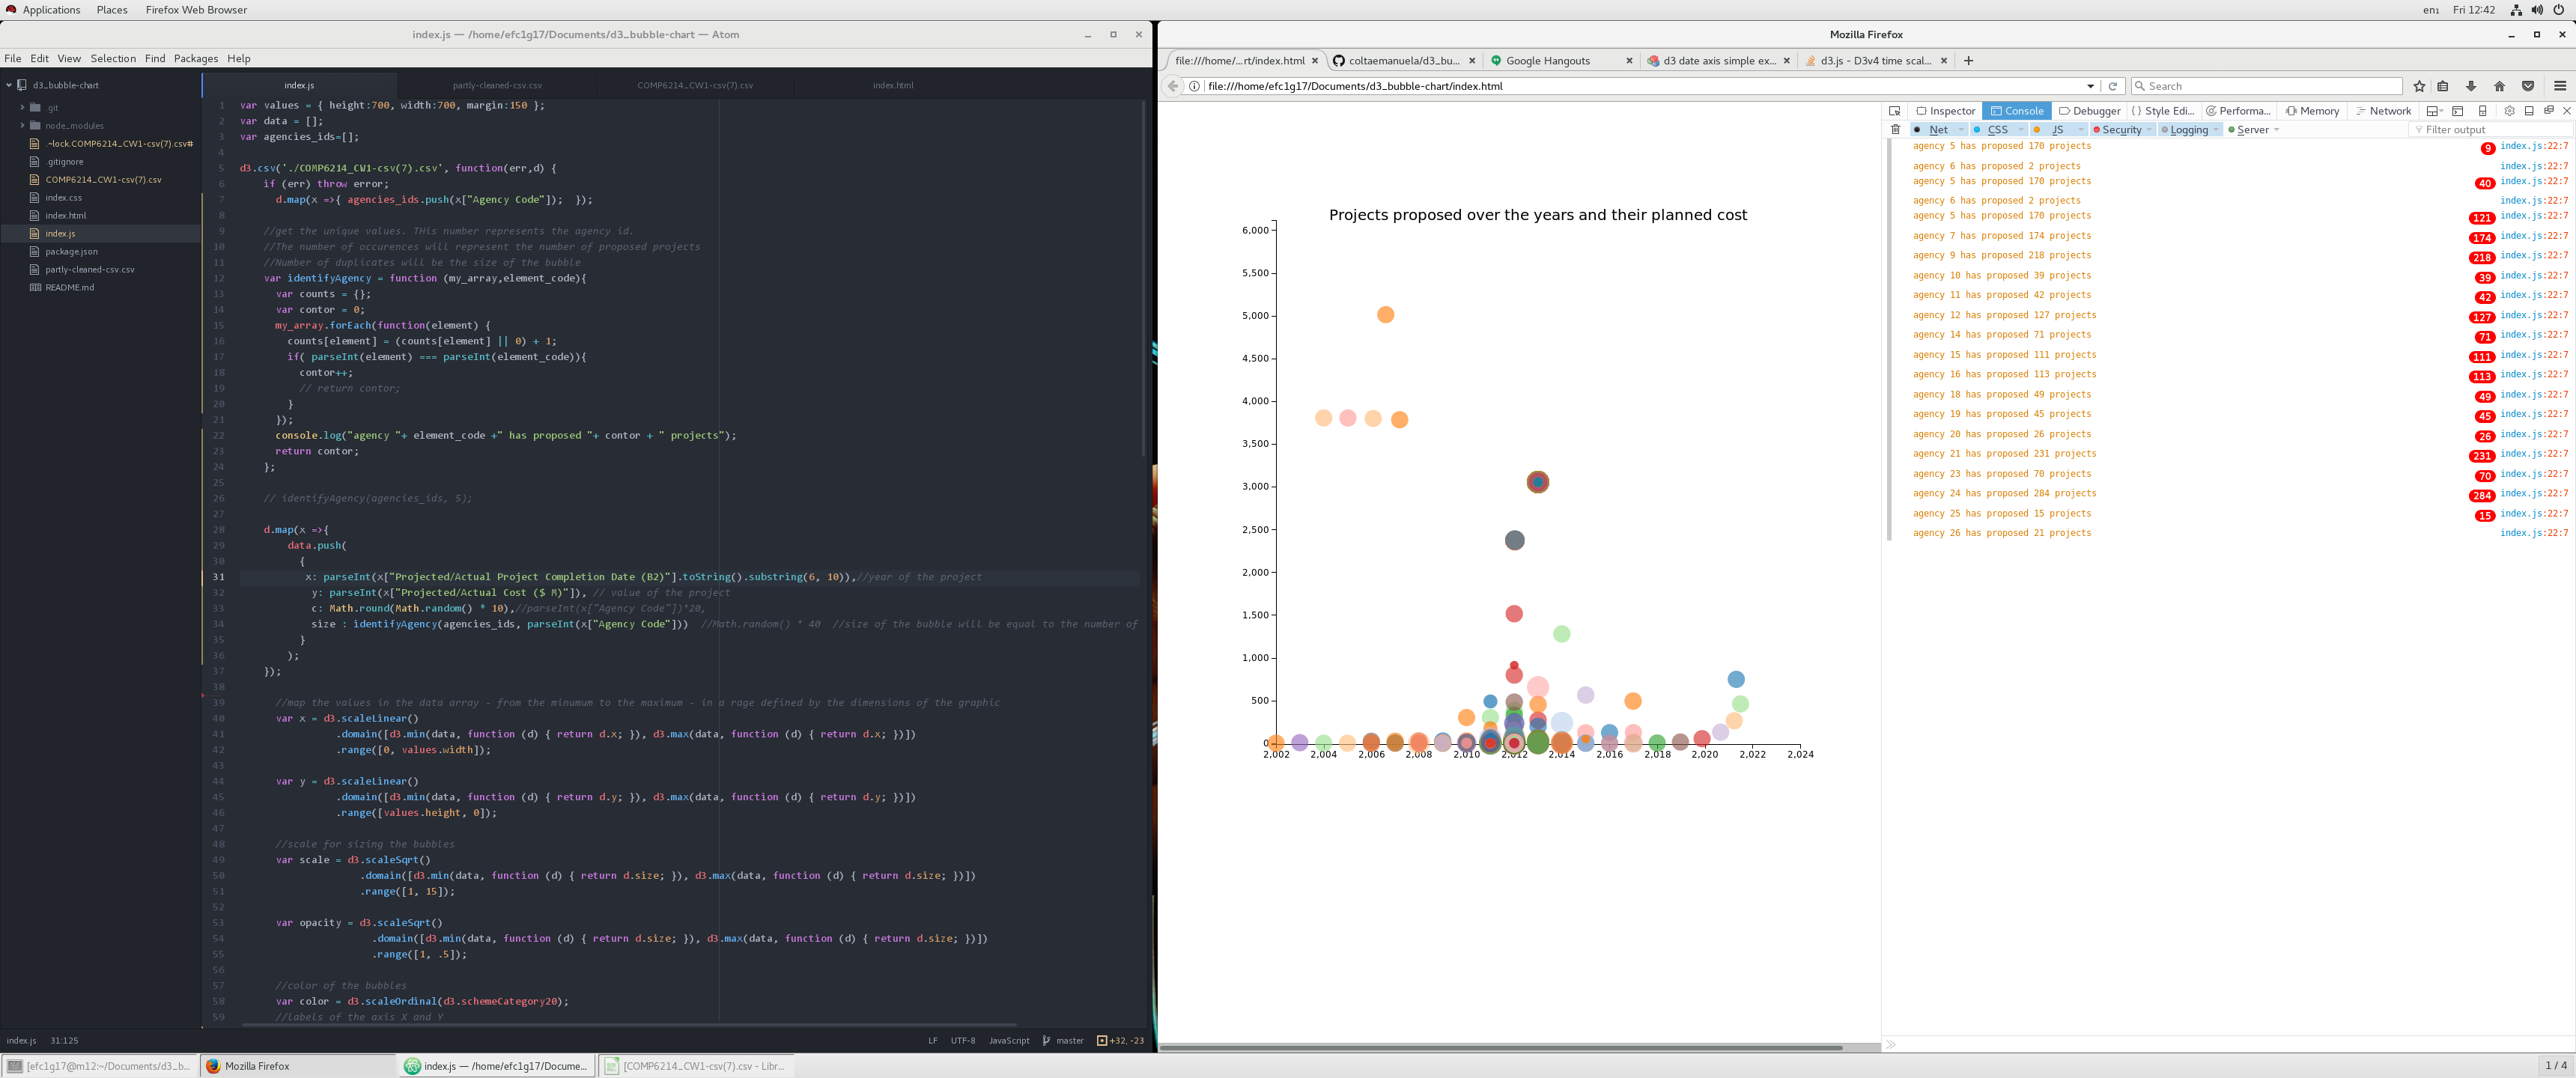 Applications Places Firefox Web Browser
en₁ Fri 12:42
index.js — /home/efc1g17/Documents/d3_bubble-chart — Atom
File Edit View Selection Find Packages Help
d3_bubble-chart
.git
node_modules
.~lock.COMP6214_CW1-csv(7).csv#
.gitignore
COMP6214_CW1-csv(7).csv
index.css
index.html
index.js
package.json
partly-cleaned-csv.csv
README.md
index.js partly-cleaned-csv.csv COMP6214_CW1-csv(7).csv index.html
1 var values = { height:700, width:700, margin:150 };
2 var data = [];
3 var agencies_ids=[];
4
5 d3.csv('./COMP6214_CW1-csv(7).csv', function(err,d) {
6 if (err) throw error;
7 d.map(x =>{ agencies_ids.push(x["Agency Code"]); });
8
9 //get the unique values. THis number represents the agency id.
10 //The number of occurences will represent the number of proposed projects
11 //Number of duplicates will be the size of the bubble
12 var identifyAgency = function (my_array,element_code){
13 var counts = {};
14 var contor = 0;
15 my_array.forEach(function(element) {
16 counts[element] = (counts[element] || 0) + 1;
17 if( parseInt(element) === parseInt(element_code)){
18 contor++;
19 // return contor;
20 }
21 });
22 console.log("agency "+ element_code +" has proposed "+ contor + " projects");
23 return contor;
24 };
25
26 // identifyAgency(agencies_ids, 5);
27
28 d.map(x =>{
29 data.push(
30 {
31 x: parseInt(x["Projected/Actual Project Completion Date (B2)"].toString().substring(6, 10)),//year of the project
32 y: parseInt(x["Projected/Actual Cost ($ M)"]), // value of the project
33 c: Math.round(Math.random() * 10),//parseInt(x["Agency Code"])*20,
34 size : identifyAgency(agencies_ids, parseInt(x["Agency Code"])) //Math.random() * 40 //size of the bubble will be equal to the number of
35 }
36 );
37 });
38
39 //map the values in the data array - from the minumum to the maximum - in a rage defined by the dimensions of the graphic
40 var x = d3.scaleLinear()
41 .domain([d3.min(data, function (d) { return d.x; }), d3.max(data, function (d) { return d.x; })])
42 .range([0, values.width]);
43
44 var y = d3.scaleLinear()
45 .domain([d3.min(data, function (d) { return d.y; }), d3.max(data, function (d) { return d.y; })])
46 .range([values.height, 0]);
47
48 //scale for sizing the bubbles
49 var scale = d3.scaleSqrt()
50 .domain([d3.min(data, function (d) { return d.size; }), d3.max(data, function (d) { return d.size; })])
51 .range([1, 15]);
52
53 var opacity = d3.scaleSqrt()
54 .domain([d3.min(data, function (d) { return d.size; }), d3.max(data, function (d) { return d.size; })])
55 .range([1, .5]);
56
57 //color of the bubbles
58 var color = d3.scaleOrdinal(d3.schemeCategory20);
59 //labels of the axis X and Y
index.js 31:125
LF UTF-8 JavaScript master +32, -23
Mozilla Firefox
file:///home/...rt/index.html coltaemanuela/d3_bu... Google Hangouts d3 date axis simple ex... d3.js - D3v4 time scal...
file:///home/efc1g17/Documents/d3_bubble-chart/index.html
Search
Inspector Console Debugger Style Edi... Performa... Memory Network
Net CSS JS Security Logging Server Filter output
Projects proposed over the years and their planned cost
6,000
5,500
5,000
4,500
4,000
3,500
3,000
2,500
2,000
1,500
1,000
500
0
2,002 2,004 2,006 2,008 2,010 2,012 2,014 2,016 2,018 2,020 2,022 2,024
agency 5 has proposed 170 projects 9 index.js:22:7
agency 6 has proposed 2 projects index.js:22:7
agency 5 has proposed 170 projects 40 index.js:22:7
agency 6 has proposed 2 projects index.js:22:7
agency 5 has proposed 170 projects 121 index.js:22:7
agency 7 has proposed 174 projects 174 index.js:22:7
agency 9 has proposed 218 projects 218 index.js:22:7
agency 10 has proposed 39 projects 39 index.js:22:7
agency 11 has proposed 42 projects 42 index.js:22:7
agency 12 has proposed 127 projects 127 index.js:22:7
agency 14 has proposed 71 projects 71 index.js:22:7
agency 15 has proposed 111 projects 111 index.js:22:7
agency 16 has proposed 113 projects 113 index.js:22:7
agency 18 has proposed 49 projects 49 index.js:22:7
agency 19 has proposed 45 projects 45 index.js:22:7
agency 20 has proposed 26 projects 26 index.js:22:7
agency 21 has proposed 231 projects 231 index.js:22:7
agency 23 has proposed 70 projects 70 index.js:22:7
agency 24 has proposed 284 projects 284 index.js:22:7
agency 25 has proposed 15 projects 15 index.js:22:7
agency 26 has proposed 21 projects index.js:22:7
[efc1g17@m12:~/Documents/d3_b... Mozilla Firefox index.js — /home/efc1g17/Docume... [COMP6214_CW1-csv(7).csv - Libr...
1 / 4